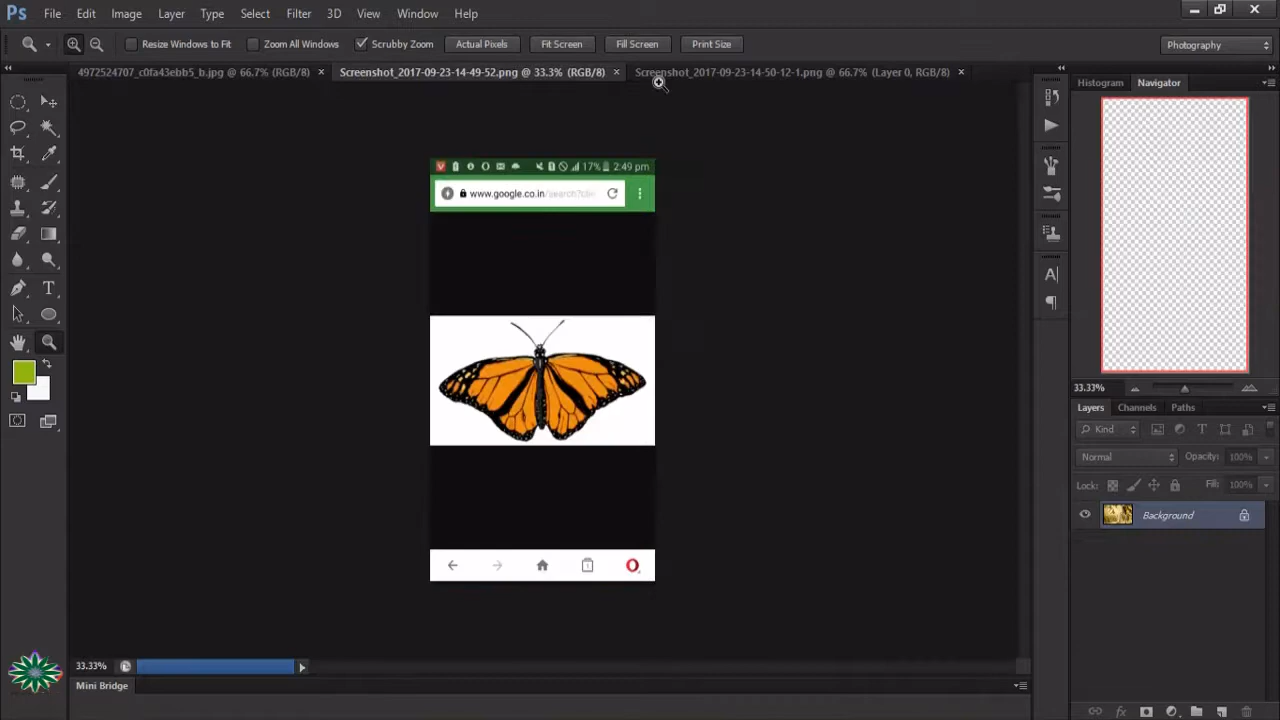 Ps File Edit Image Layer Type Select Filter 3D View Window Help
Resize Windows to Fit Zoom All Windows Scrubby Zoom Actual Pixels Fit Screen Fill Screen Print Size Photography
4972524707_c0fa43ebb5_b.jpg @ 66.7% (RGB/8) × Screenshot_2017-09-23-14-49-52.png @ 33.3% (RGB/8) × Screenshot_2017-09-23-14-50-12-1.png @ 66.7% (Layer 0, RGB/8) ×
Histogram Navigator
17% 2:49 pm
www.google.co.in/search?cli
33.33%
Layers Channels Paths
Kind
Normal Opacity: 100%
Lock: Fill: 100%
Background
33.33%
Mini Bridge